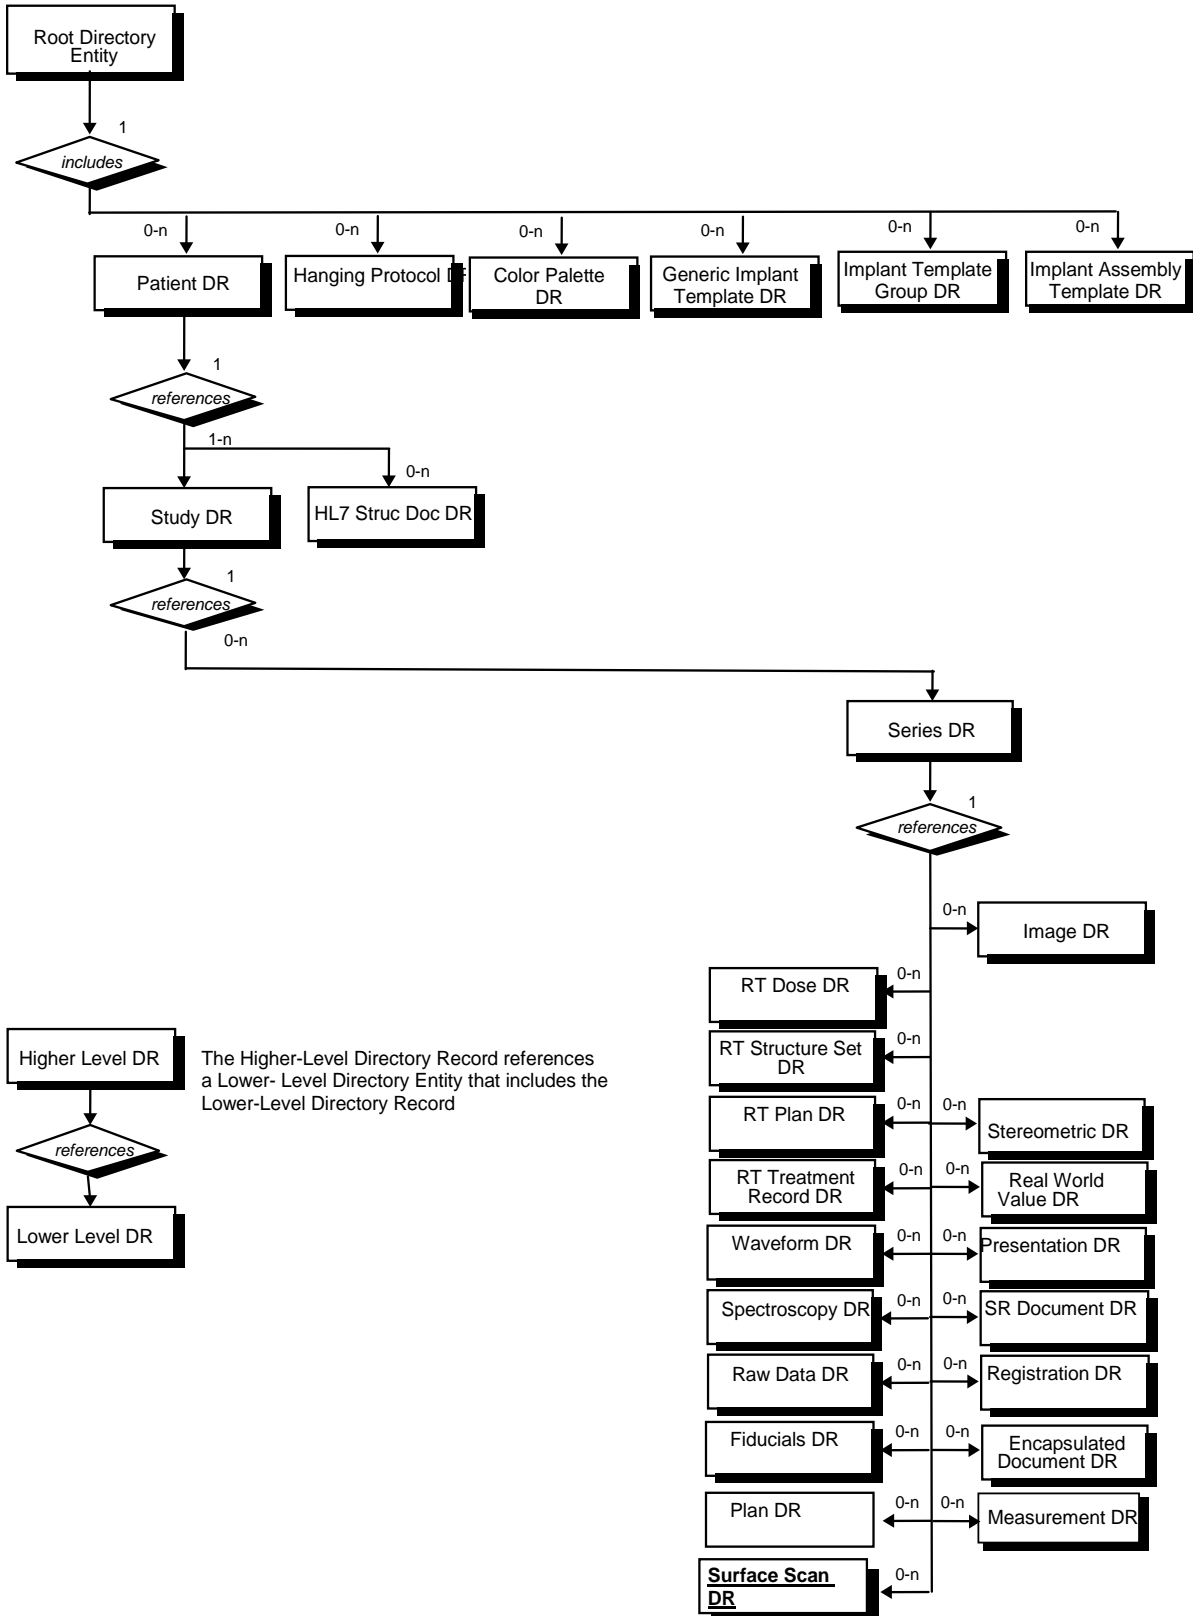 Root Directory
Entity
1
includes
0-n 0-n 0-n 0-n 0-n 0-n
Patient DR
Hanging Protocol DR
Color Palette
DR
Generic Implant
Template DR
Implant Template
Group DR
Implant Assembly
Template DR
1
references
1-n
0-n
Study DR
HL7 Struc Doc DR
1
references
0-n
Series DR
1
references
0-n
Image DR
0-n
RT Dose DR
0-n
RT Structure Set
DR
Higher Level DR
The Higher-Level Directory Record references
a Lower- Level Directory Entity that includes the
Lower-Level Directory Record
references
Lower Level DR
RT Plan DR
0-n 0-n
Stereometric DR
RT Treatment
Record DR
0-n 0-n
Real World
Value DR
Waveform DR
0-n 0-n
Presentation DR
Spectroscopy DR
0-n 0-n
SR Document DR
Raw Data DR
0-n 0-n
Registration DR
Fiducials DR
0-n 0-n
Encapsulated
Document DR
Plan DR
0-n 0-n
Measurement DR
Surface Scan
DR
0-n